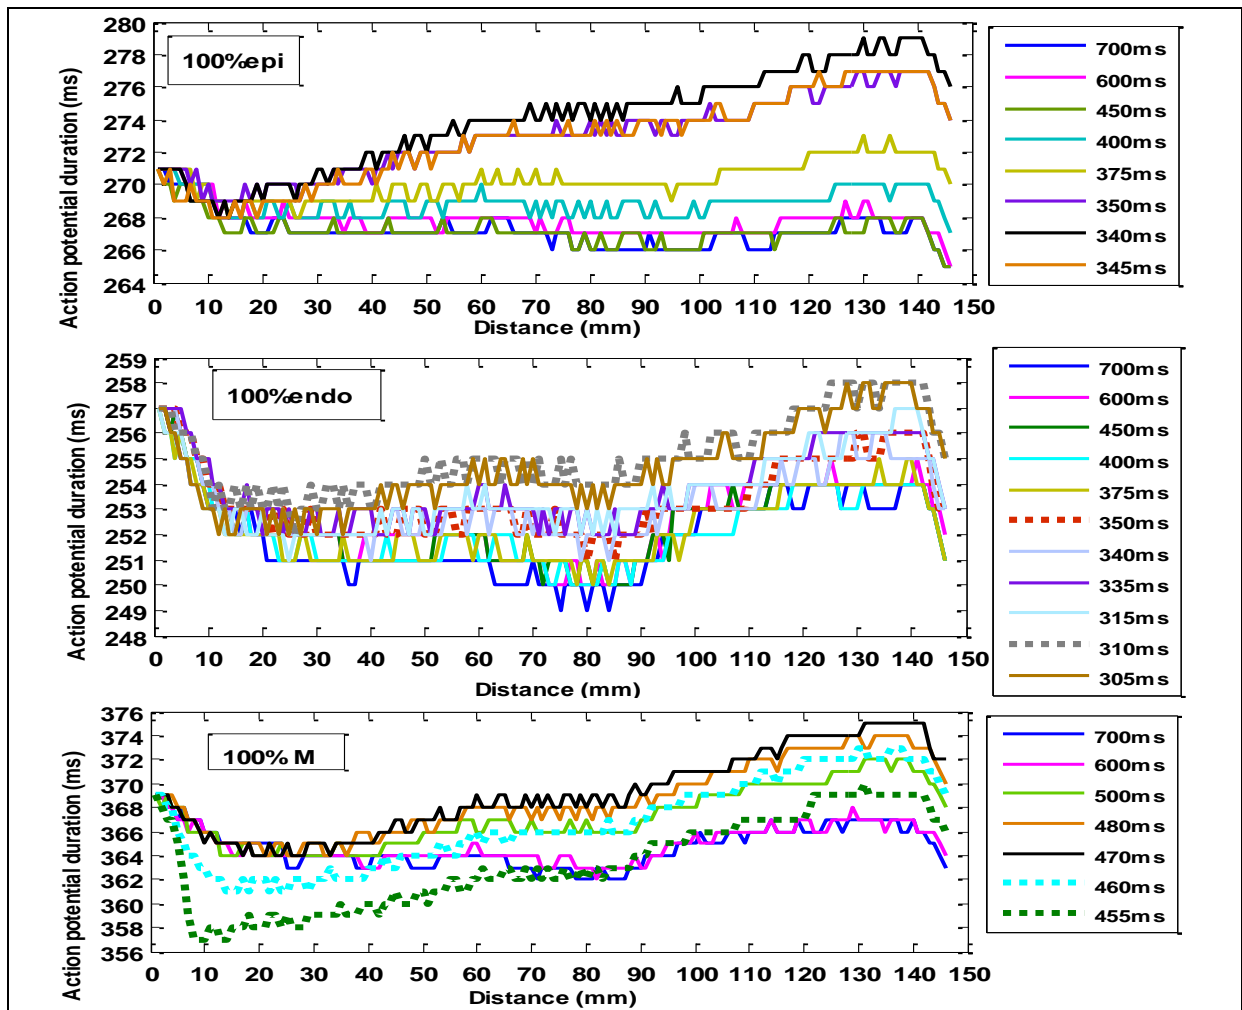 Action potential duration (ms)
280
278
276
274
272
270
268
266
264
100%epi
0 10 20 30 40 50 60 70 80 90 100 110 120 130 140 150
Distance (mm)
700ms
600ms
450ms
400ms
375ms
350ms
340ms
345ms
Action potential duration (ms)
259
258
257
256
255
254
253
252
251
250
249
248
100%endo
0 10 20 30 40 50 60 70 80 90 100 110 120 130 140 150
Distance (mm)
700ms
600ms
450ms
400ms
375ms
350ms
340ms
335ms
315ms
310ms
305ms
Action potential duration (ms)
376
374
372
370
368
366
364
362
360
358
356
100% M
0 10 20 30 40 50 60 70 80 90 100 110 120 130 140 150
Distance (mm)
700ms
600ms
500ms
480ms
470ms
460ms
455ms